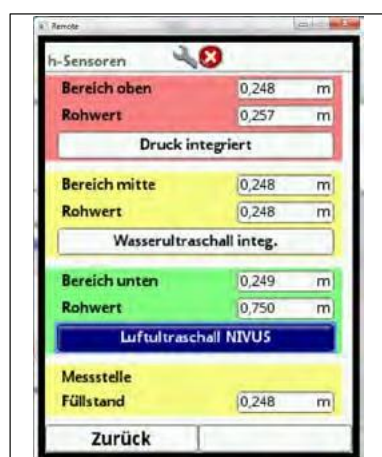 Remote
h-Sensoren
Bereich oben 0,248 m
Rohwert 0,257 m
Druck integriert
Bereich mitte 0,248 m
Rohwert 0,248 m
Wasserultraschall integ.
Bereich unten 0,249 m
Rohwert 0,750 m
Luftultraschall NIVUS
Messstelle
Füllstand 0,248 m
Zurück